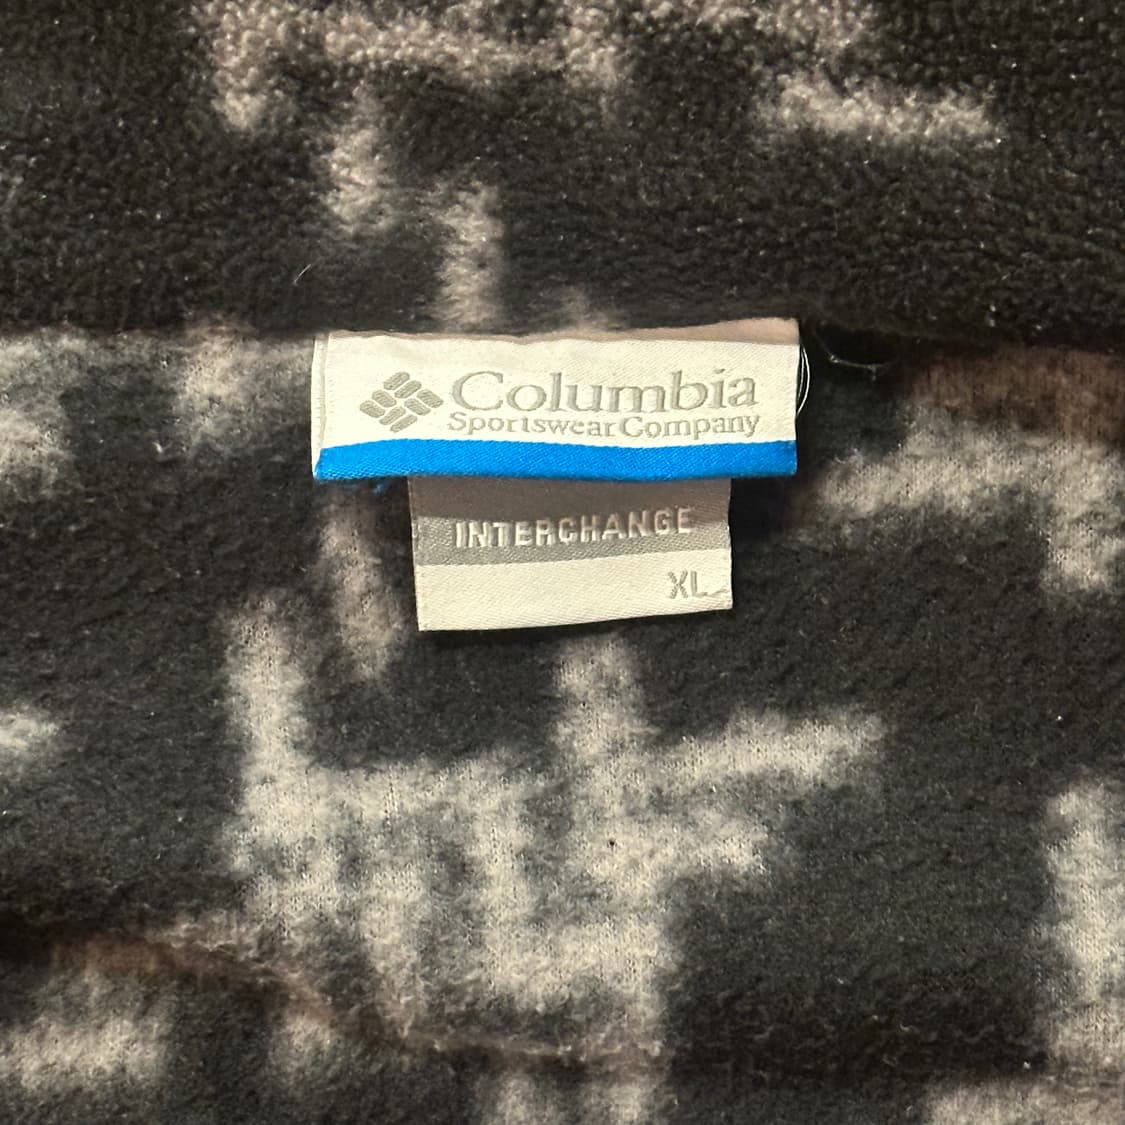 Columbia
Sportswear Company
INTERCHANGE
XL